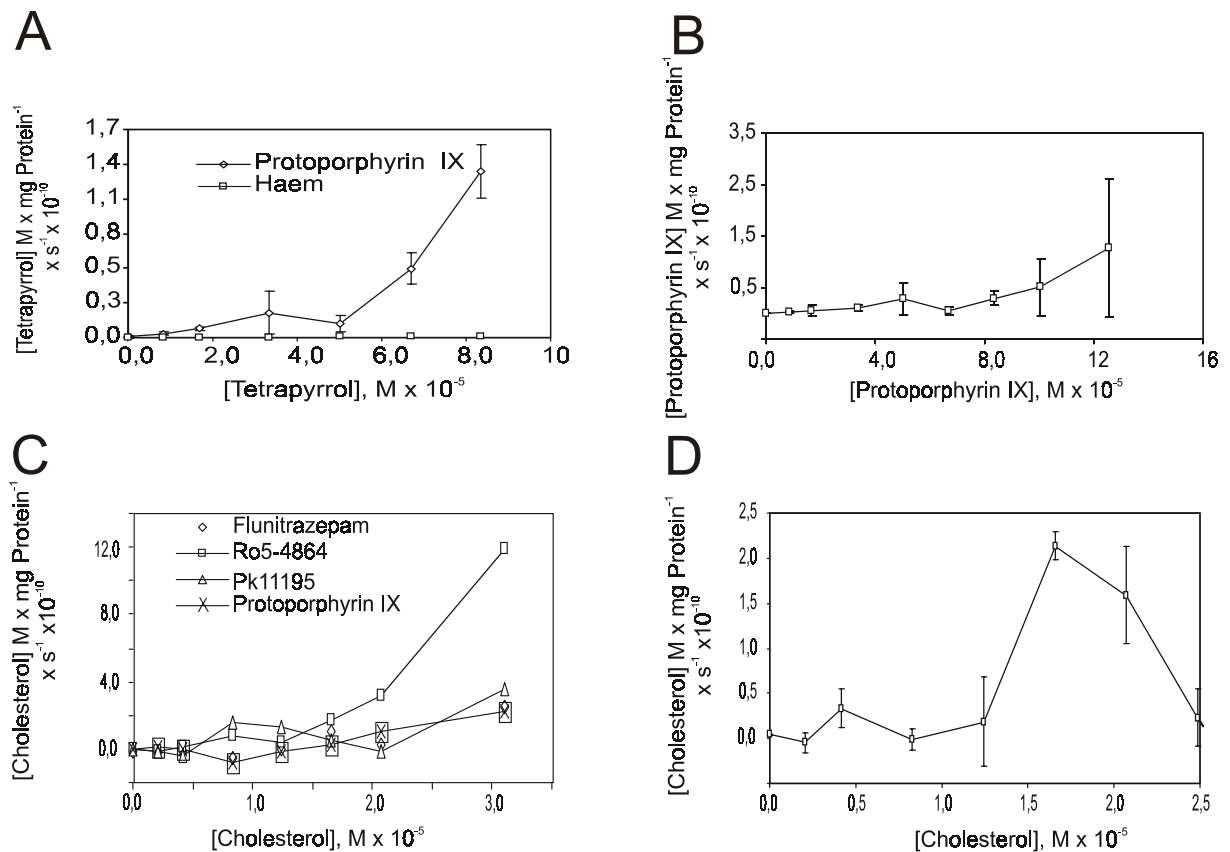 A
[Tetrapyrrol] M x mg Protein⁻¹
x s⁻¹ x 10⁻¹⁰
1,7
1,4
1,1
0,8
0,5
0,3
0,0
Protoporphyrin IX
Haem
0,0 2,0 4,0 6,0 8,0 10
[Tetrapyrrol], M x 10⁻⁵
B
[Protoporphyrin IX] M x mg Protein⁻¹
x s⁻¹ x 10⁻¹⁰
3,5
2,5
1,5
0,5
0,0 4,0 8,0 12 16
[Protoporphyrin IX], M x 10⁻⁵
C
[Cholesterol] M x mg Protein⁻¹
x s⁻¹ x10⁻¹⁰
12,0
8,0
4,0
0,0
Flunitrazepam
Ro5-4864
Pk11195
Protoporphyrin IX
0,0 1,0 2,0 3,0
[Cholesterol], M x 10⁻⁵
D
[Cholesterol] M x mg Protein⁻¹
x s⁻¹ x10⁻¹⁰
2,5
2,0
1,5
1,0
0,5
0,0
0,0 0,5 1,0 1,5 2,0 2,5
[Cholesterol], M x 10⁻⁵